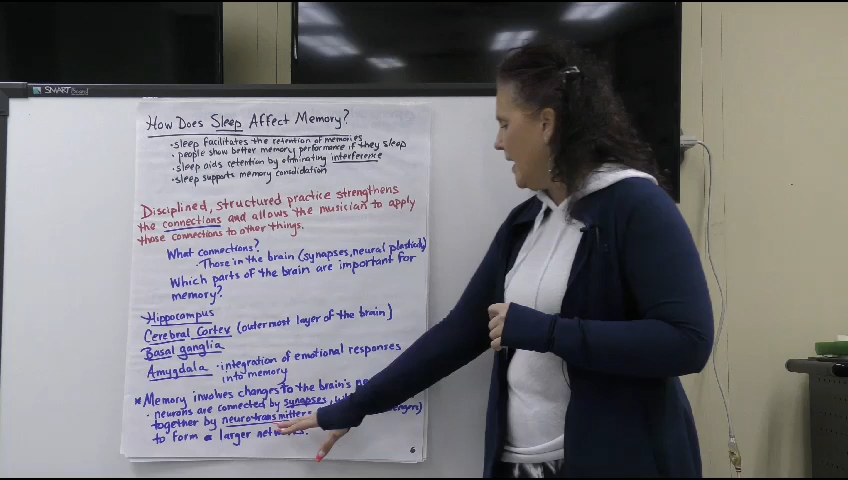 SMART Board
How Does Sleep Affect Memory?
• sleep facilitates the retention of memories
• people show better memory performance if they sleep
• sleep aids retention by eliminating interference
• sleep supports memory consolidation
Disciplined, structured practice strengthens
the connections and allows the musician to apply
those connections to other things.
What connections?
• Those in the brain (synapses, neural plasticity)
Which parts of the brain are important for
memory?
Hippocampus
Cerebral Cortex (outermost layer of the brain)
Basal ganglia
Amygdala • integration of emotional responses
into memory
* Memory involves changes to the brain's
• neurons are connected by synapses,
together by neurotransmitters
to form a larger
6